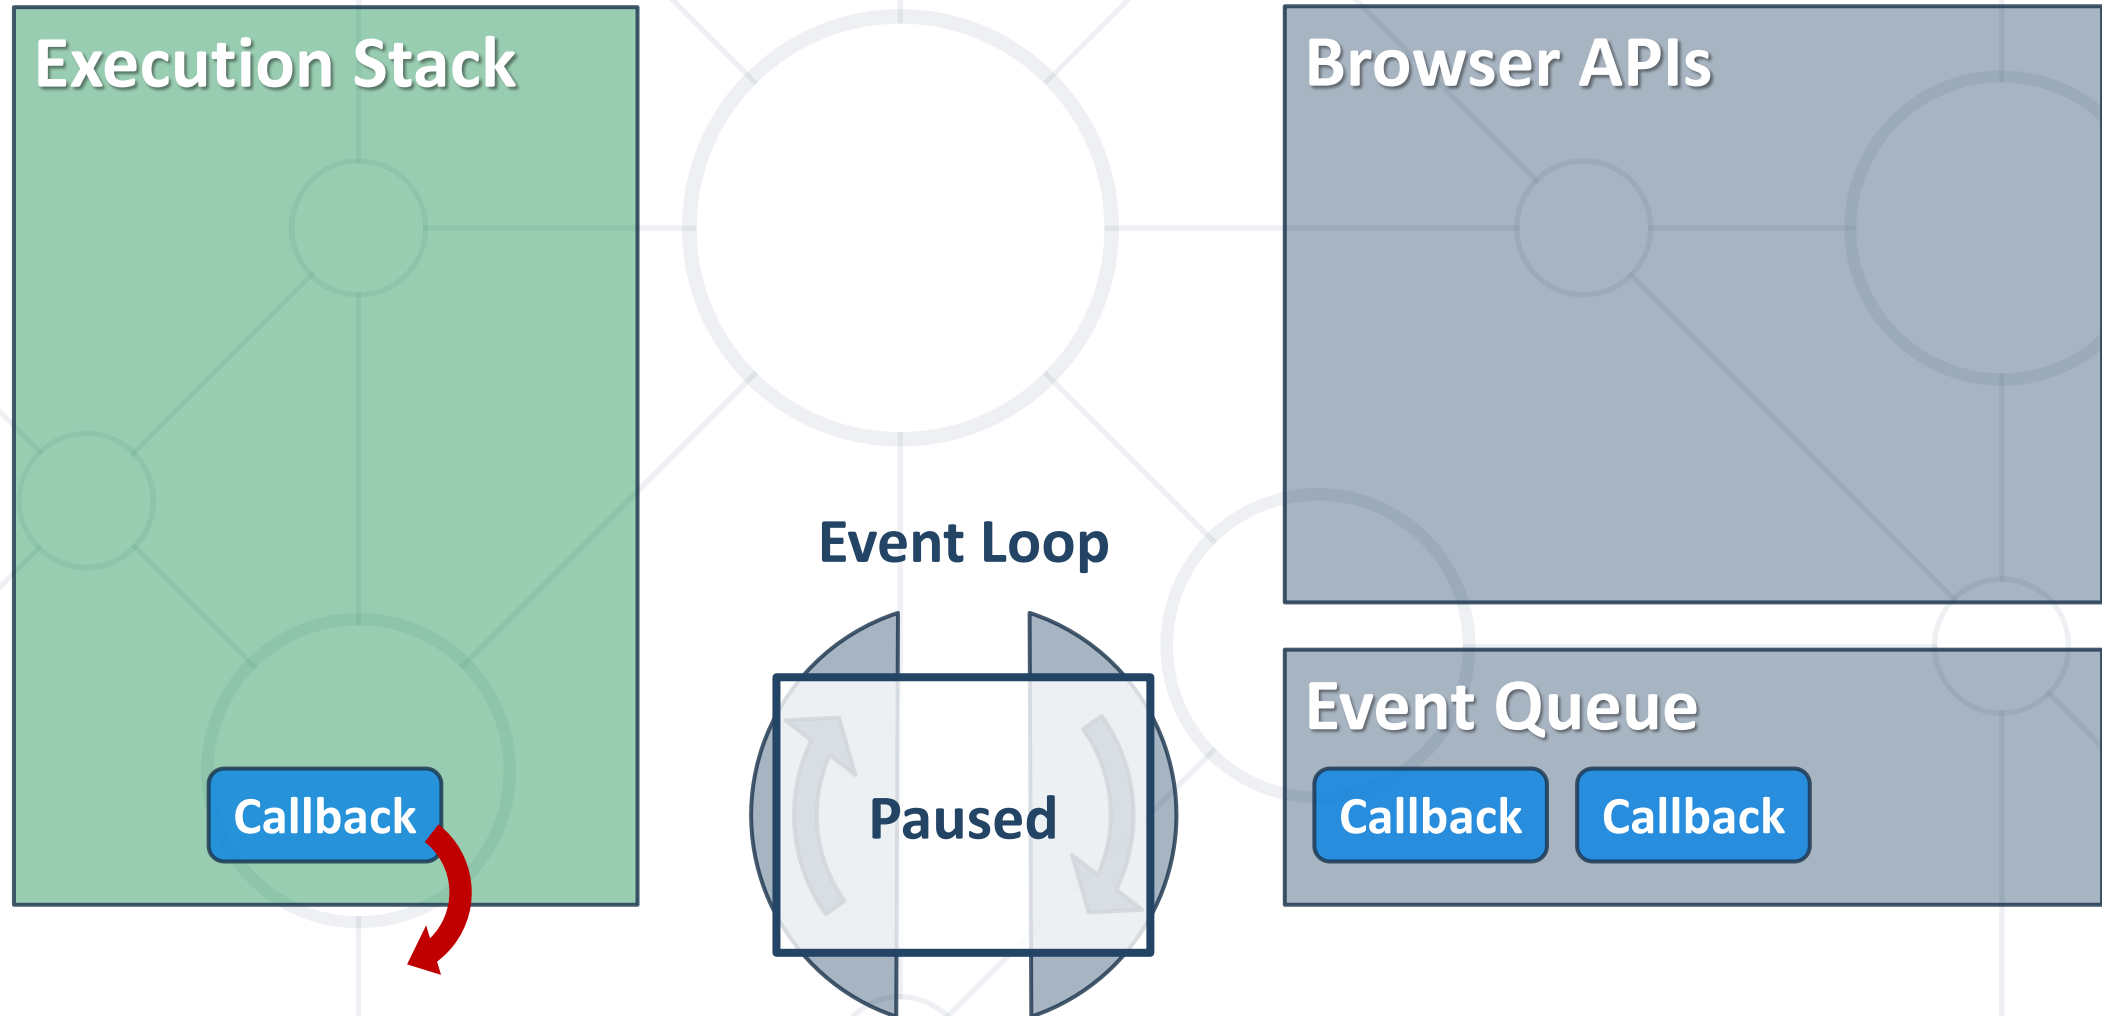 Execution Stack
Browser APIs
Event Loop
Event Queue
Callback
Paused
Callback
Callback